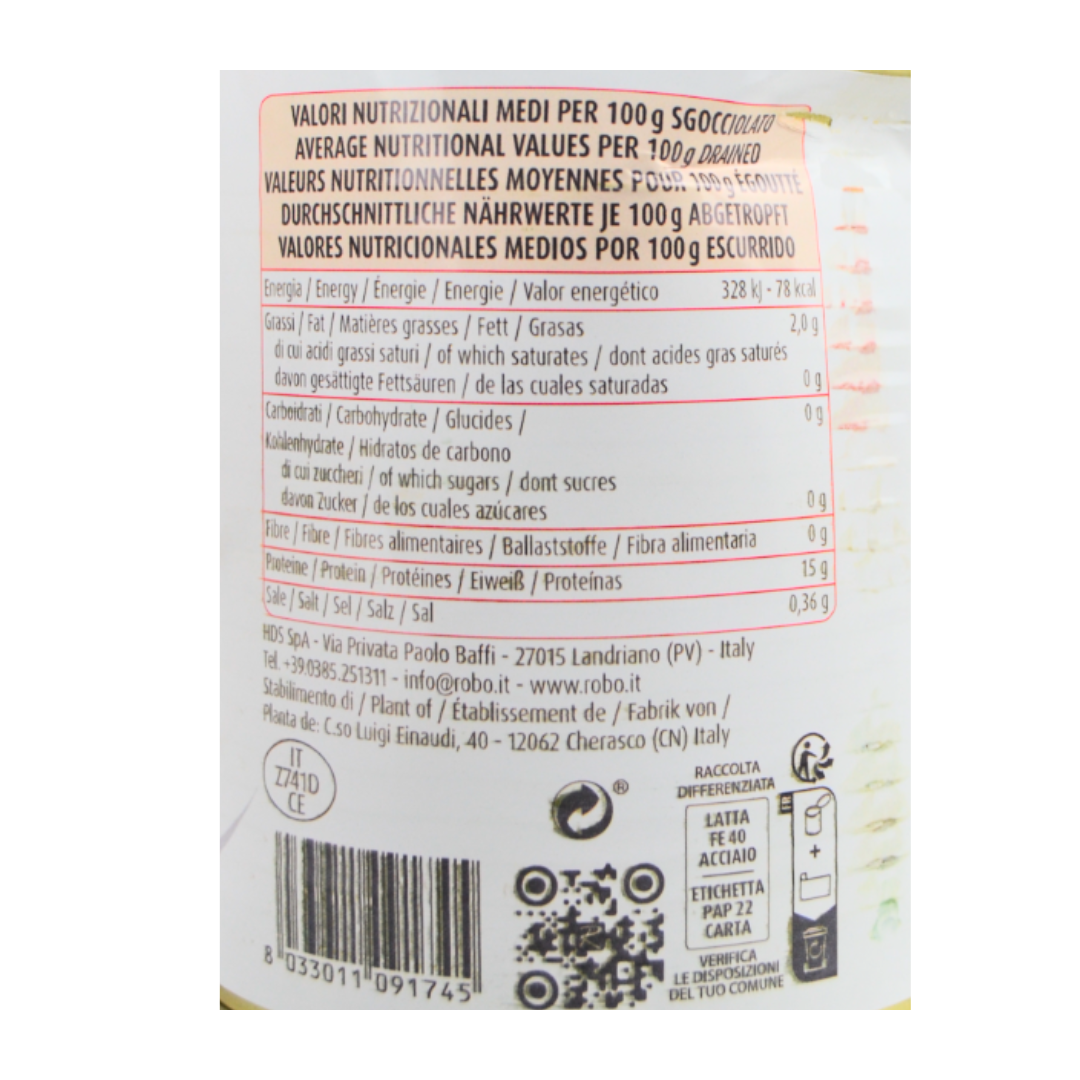 VALORI NUTRIZIONALI MEDI PER 100 g SGOCCIOLATO
AVERAGE NUTRITIONAL VALUES PER 100 g DRAINED
VALEURS NUTRITIONNELLES MOYENNES POUR 100 g ÉGOUTTÉ
DURCHSCHNITTLICHE NÄHRWERTE JE 100 g ABGETROPFT
VALORES NUTRICIONALES MEDIOS POR 100 g ESCURRIDO
Energia / Energy / Énergie / Energie / Valor energético 328 kJ - 78 kcal
Grassi / Fat / Matières grasses / Fett / Grasas 2,0 g
di cui acidi grassi saturi / of which saturates / dont acides gras saturés
davon gesättigte Fettsäuren / de las cuales saturadas 0 g
Carboidrati / Carbohydrate / Glucides / 0 g
Kohlenhydrate / Hidratos de carbono
di cui zuccheri / of which sugars / dont sucres
davon Zucker / de los cuales azúcares 0 g
Fibre / Fibre / Fibres alimentaires / Ballaststoffe / Fibra alimentaria 0 g
Proteine / Protein / Protéines / Eiweiß / Proteínas 15 g
Sale / Salt / Sel / Salz / Sal 0,36 g
HDS SpA - Via Privata Paolo Baffi - 27015 Landriano (PV) - Italy
Tel. +39.0385.251311 - info@robo.it - www.robo.it
Stabilimento di / Plant of / Établissement de / Fabrik von /
Planta de: C.so Luigi Einaudi, 40 - 12062 Cherasco (CN) Italy
IT
Z741D
CE
®
RACCOLTA
DIFFERENZIATA
LATTA
FE 40
ACCIAIO
ETICHETTA
PAP 22
CARTA
VERIFICA
LE DISPOSIZIONI
DEL TUO COMUNE
+
8 033011 091745